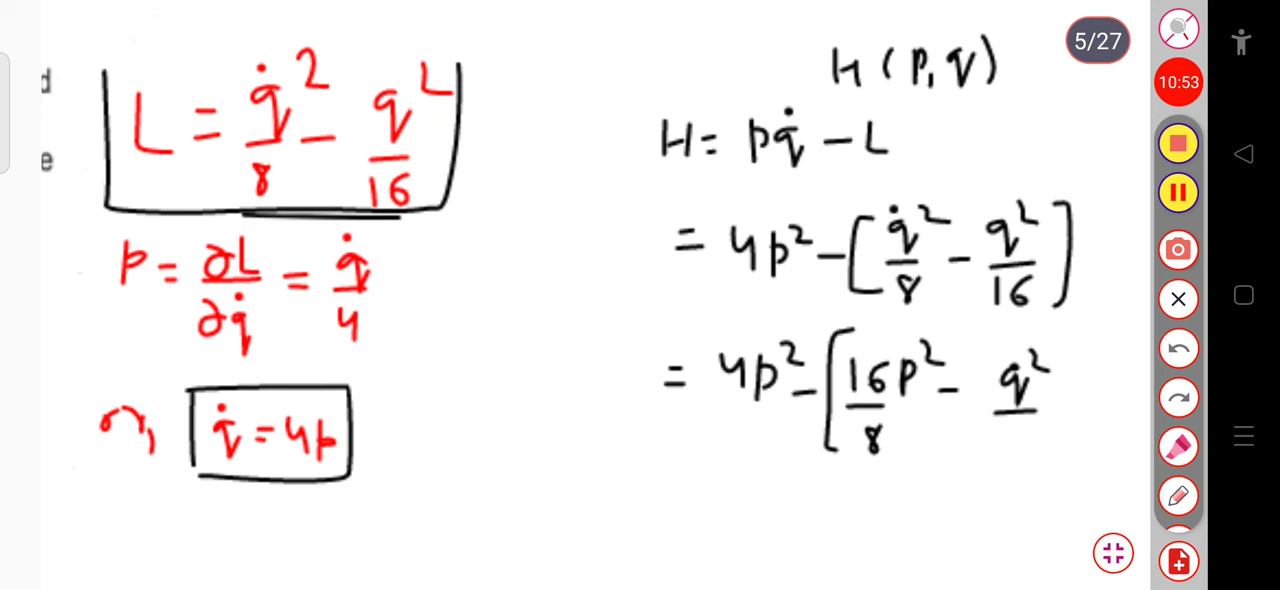 d
e
L = q̇²/8 − q²/16
p = ∂L/∂q̇ = q̇/4
q̇ = 4p
H(p,q)
H = pq̇ − L
= 4p² − [q̇²/8 − q²/16]
= 4p² − [16p²/8 − q²
5/27
10:53